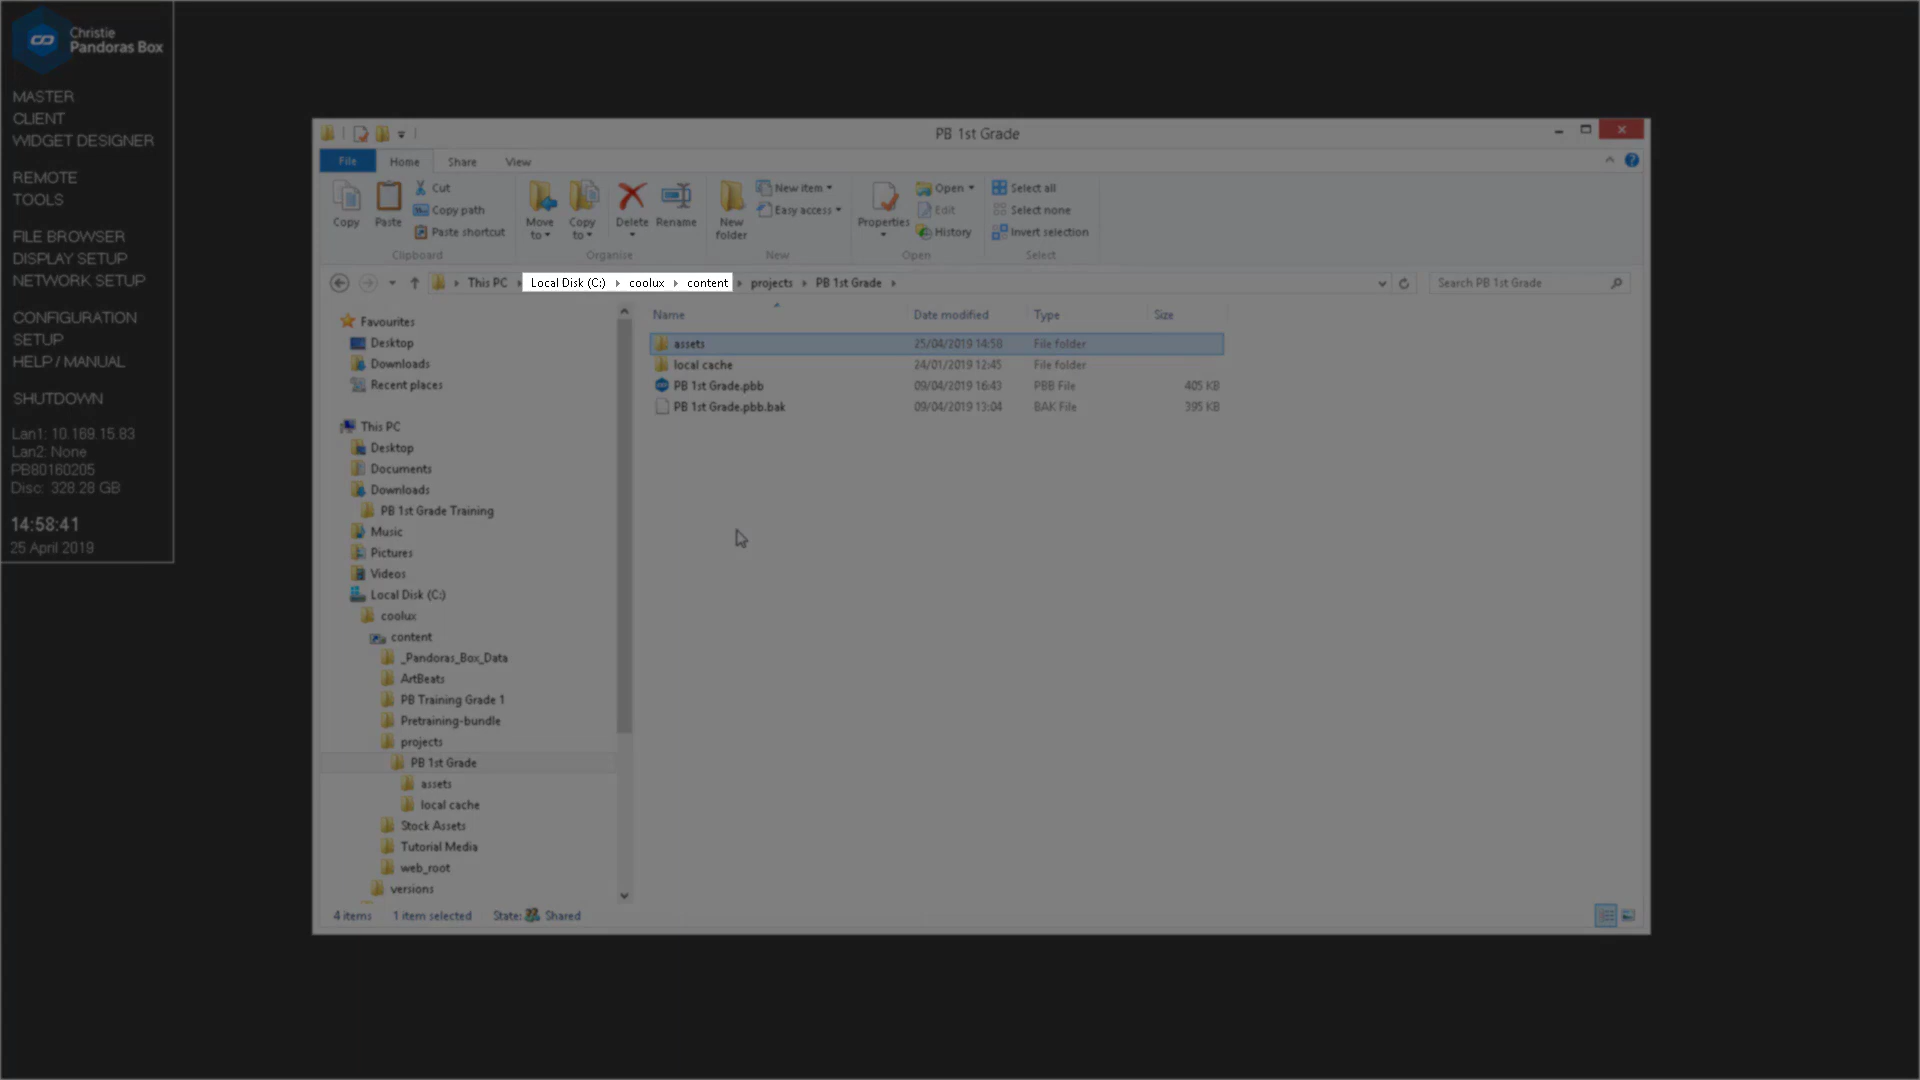 Christie
Pandoras Box
MASTER
CLIENT
WIDGET DESIGNER
REMOTE
TOOLS
FILE BROWSER
DISPLAY SETUP
NETWORK SETUP
CONFIGURATION
SETUP
HELP / MANUAL
SHUTDOWN
Lan1: 10.169.15.83
Lan2: None
PB80160205
Disc: 328.28 GB
14:58:41
25 April 2019
PB 1st Grade
File Home Share View
Copy
Paste
Cut
Copy path
Paste shortcut
Clipboard
Move to
Copy to
Delete
Rename
Organise
New folder
New item
Easy access
New
Properties
Open
Edit
History
Open
Select all
Select none
Invert selection
Select
This PC Local Disk (C:) coolux content projects PB 1st Grade
Search PB 1st Grade
Favourites
Desktop
Downloads
Recent places
This PC
Desktop
Documents
Downloads
PB 1st Grade Training
Music
Pictures
Videos
Local Disk (C:)
coolux
content
_Pandoras_Box_Data
ArtBeats
PB Training Grade 1
Pretraining-bundle
projects
PB 1st Grade
assets
local cache
Stock Assets
Tutorial Media
web_root
versions
Name Date modified Type Size
assets 25/04/2019 14:58 File folder
local cache 24/01/2019 12:45 File folder
PB 1st Grade.pbb 09/04/2019 16:43 PBB File 405 KB
PB 1st Grade.pbb.bak 09/04/2019 13:04 BAK File 395 KB
4 items 1 item selected State: Shared